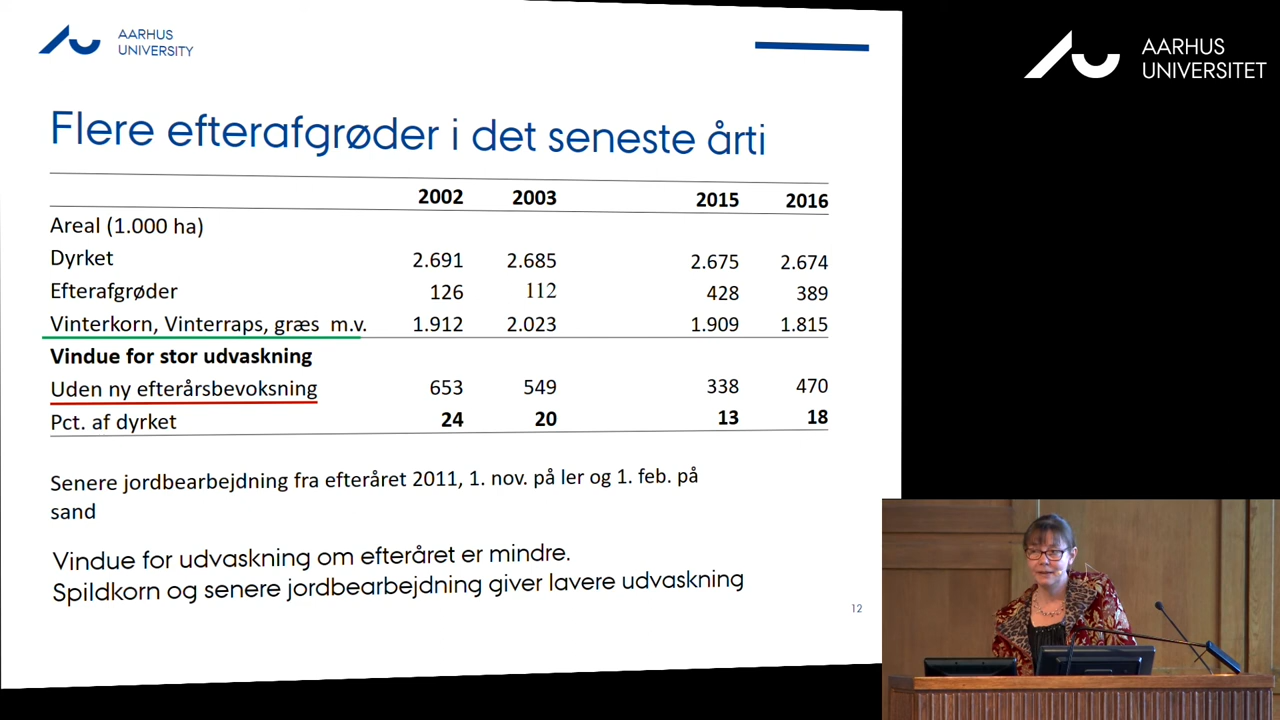 AARHUS
UNIVERSITY
AARHUS
UNIVERSITET
Flere efterafgrøder i det seneste årti
2002 2003 2015 2016
Areal (1.000 ha)
Dyrket 2.691 2.685 2.675 2.674
Efterafgrøder 126 112 428 389
Vinterkorn, Vinterraps, græs m.v. 1.912 2.023 1.909 1.815
Vindue for stor udvaskning
Uden ny efterårsbevoksning 653 549 338 470
Pct. af dyrket 24 20 13 18
Senere jordbearbejdning fra efteråret 2011, 1. nov. på ler og 1. feb. på
sand
Vindue for udvaskning om efteråret er mindre.
Spildkorn og senere jordbearbejdning giver lavere udvaskning
12